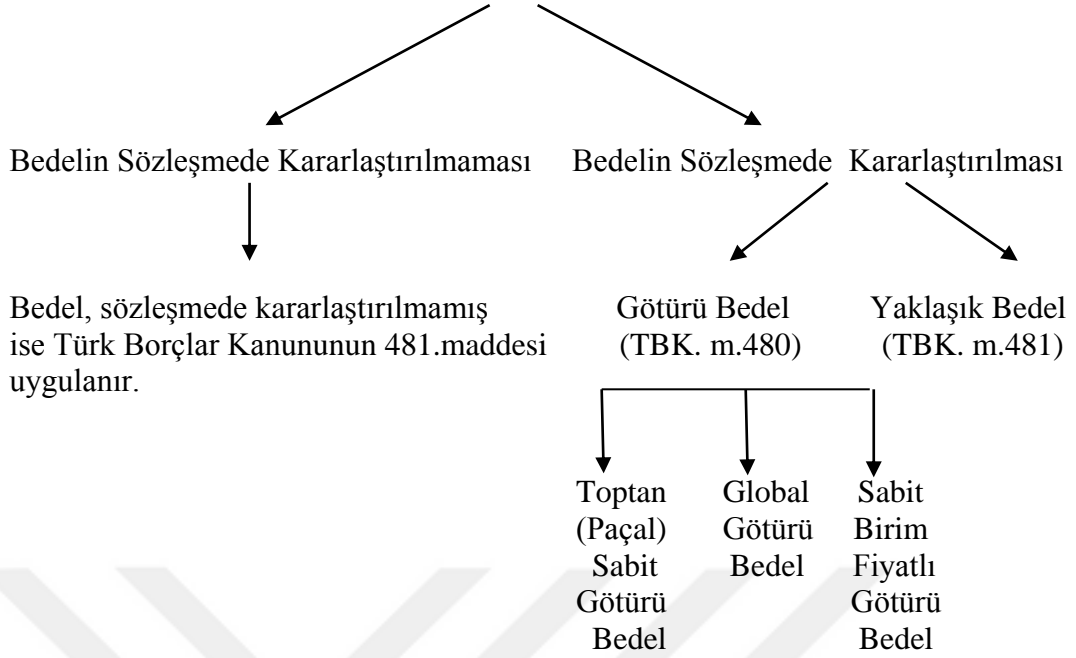 Bedelin Sözleşmede Kararlaştırılmaması
Bedelin Sözleşmede Kararlaştırılması
Bedel, sözleşmede kararlaştırılmamış
ise Türk Borçlar Kanununun 481.maddesi
uygulanır.
Götürü Bedel
(TBK. m.480)
Yaklaşık Bedel
(TBK. m.481)
Toptan
(Paçal)
Sabit
Götürü
Bedel
Global
Götürü
Bedel
Sabit
Birim
Fiyatlı
Götürü
Bedel